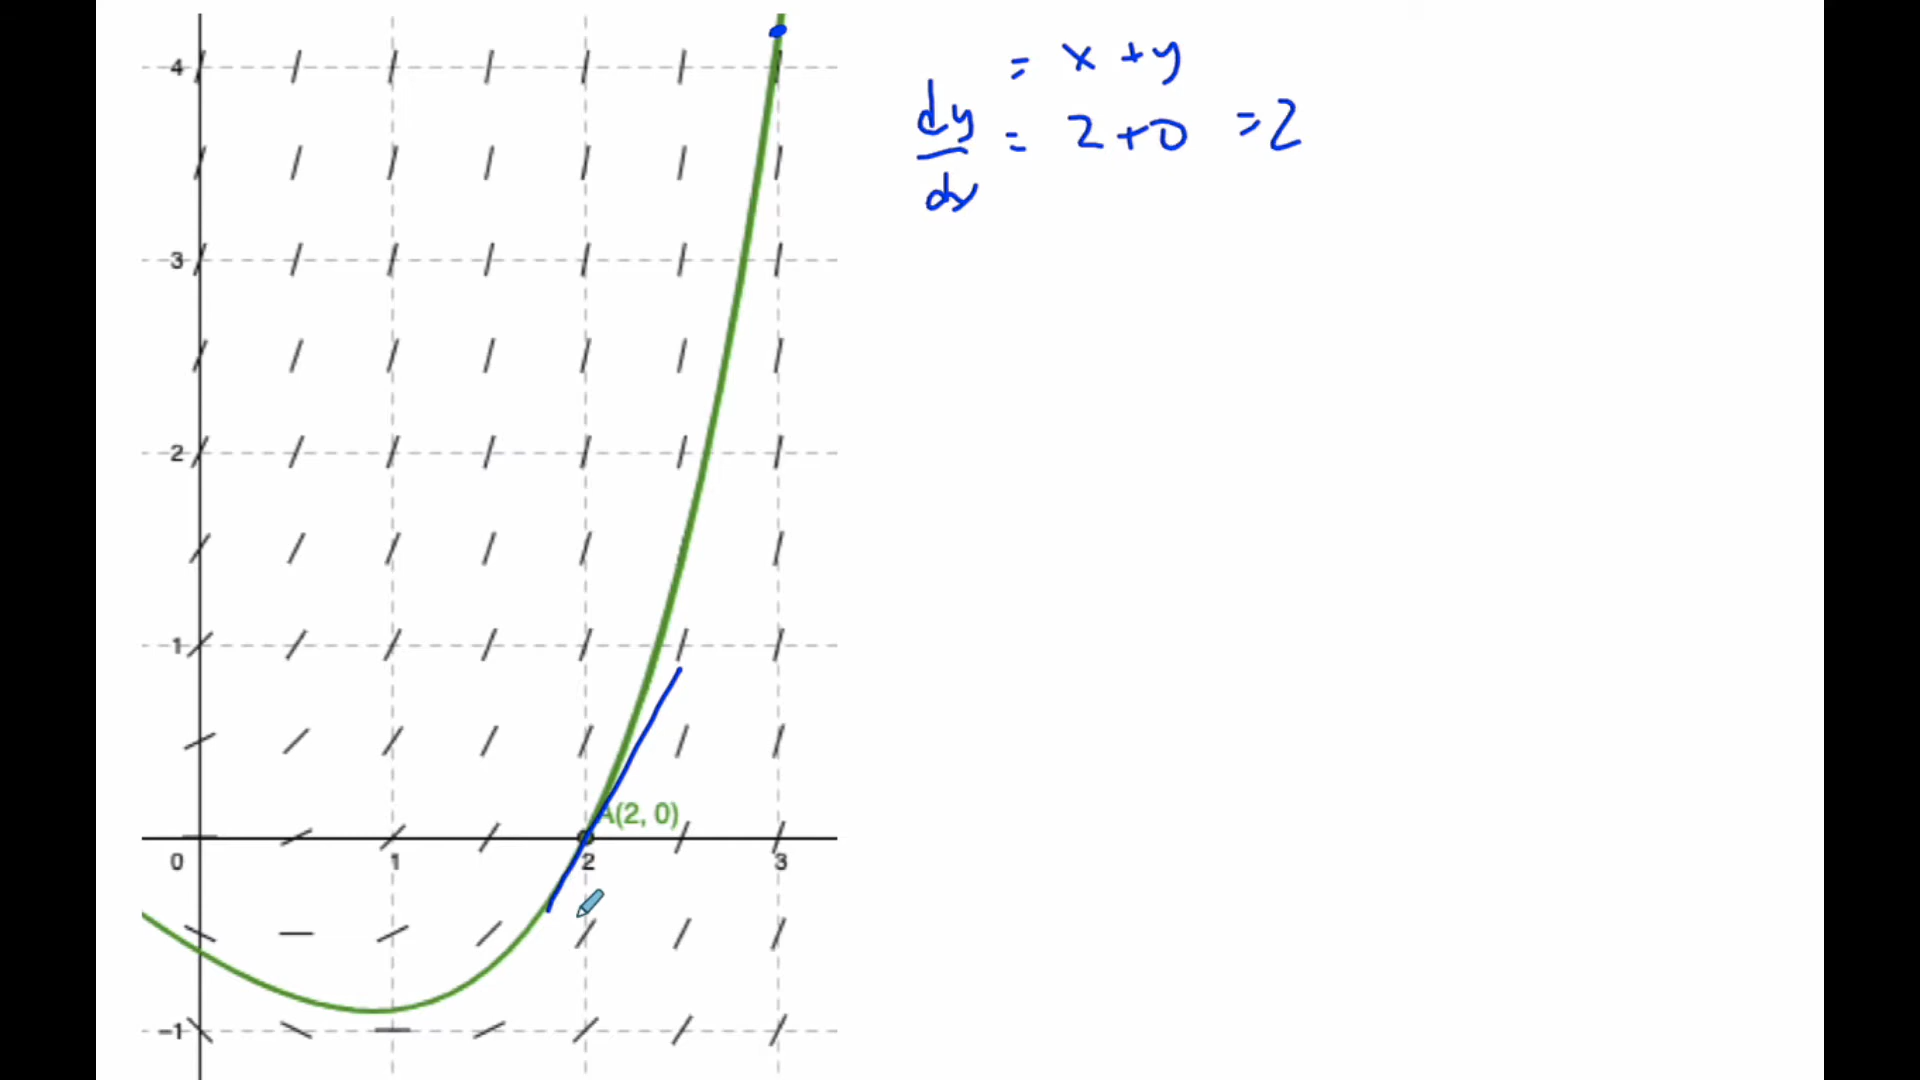 = x + y
dy
= 2 + 0 = 2
dx
4
3
2
1
A(2, 0)
0 1 2 3
-1